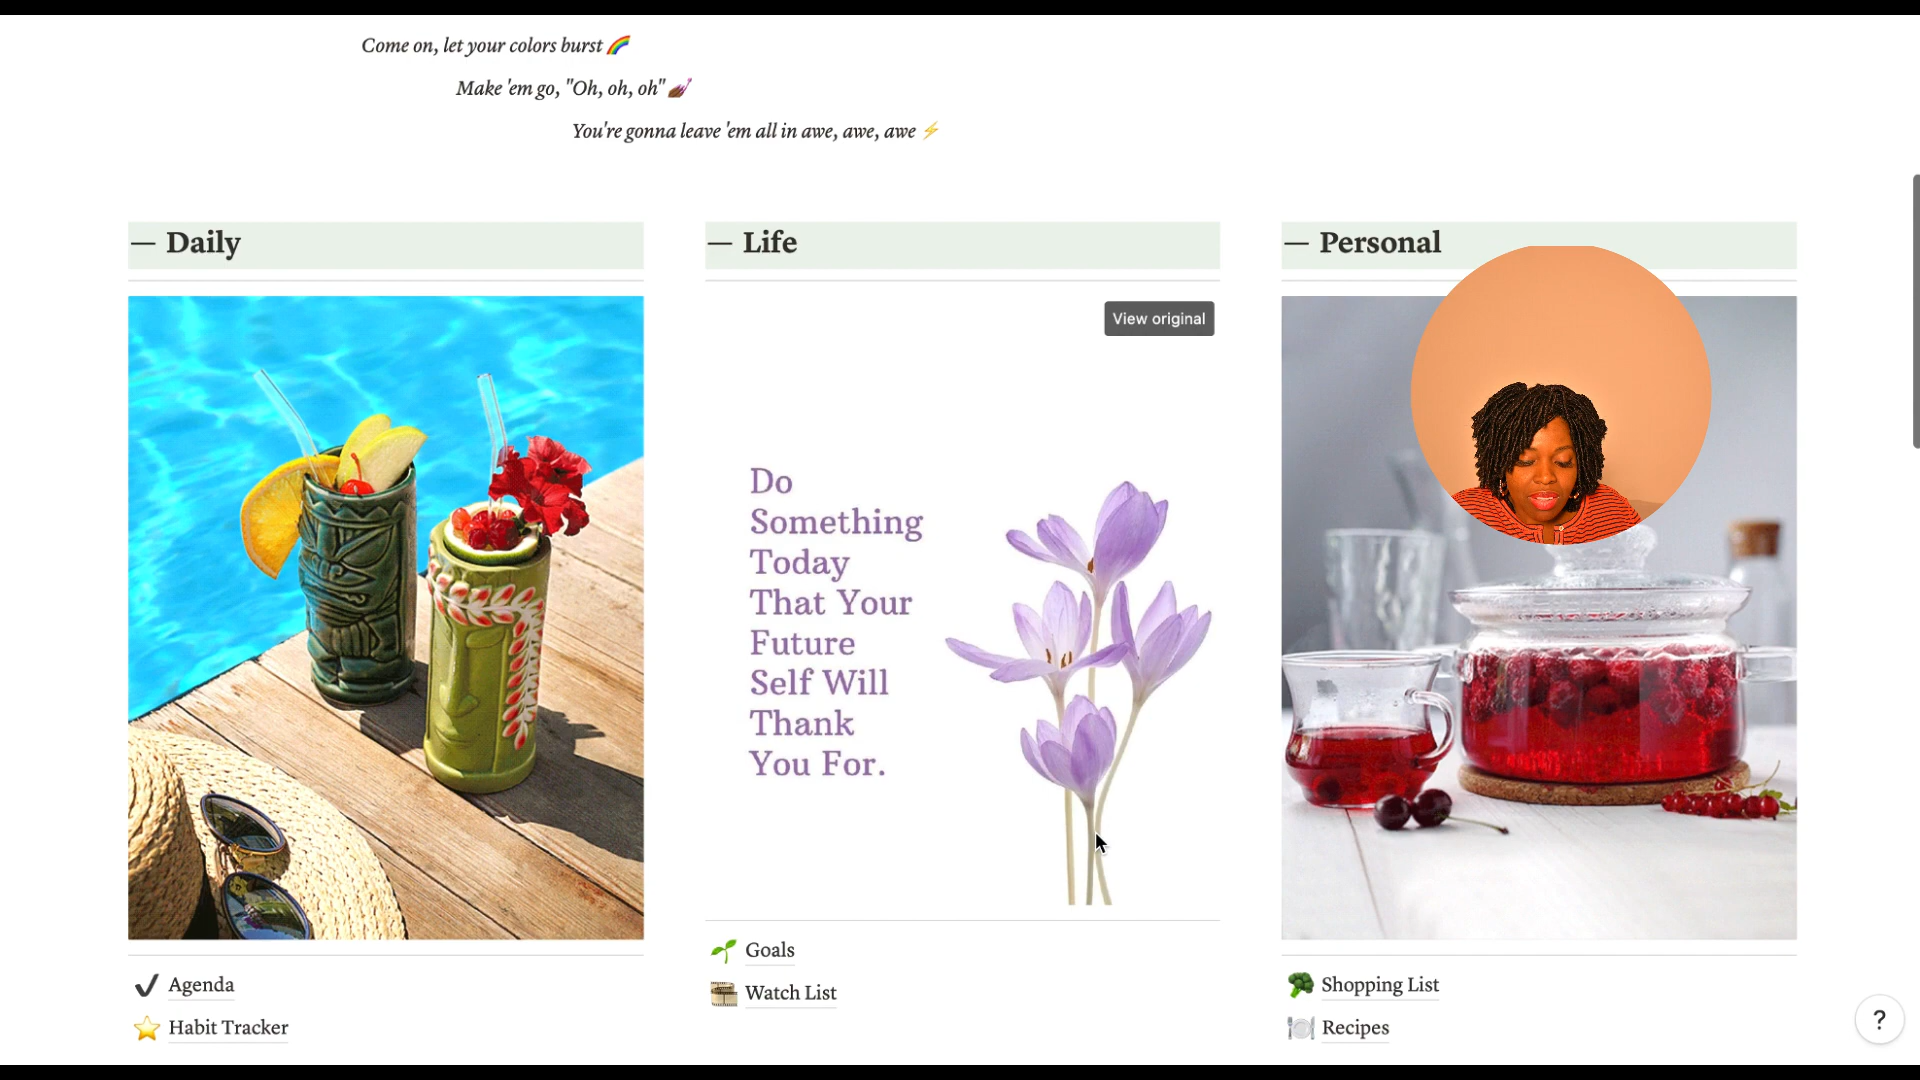 Come on, let your colors burst 🌈
Make 'em go, "Oh, oh, oh" 💅🏾
You're gonna leave 'em all in awe, awe, awe ⚡
— Daily
— Life
— Personal
View original
Do
Something
Today
That Your
Future
Self Will
Thank
You For.
Agenda
Habit Tracker
Goals
Watch List
Shopping List
Recipes
?